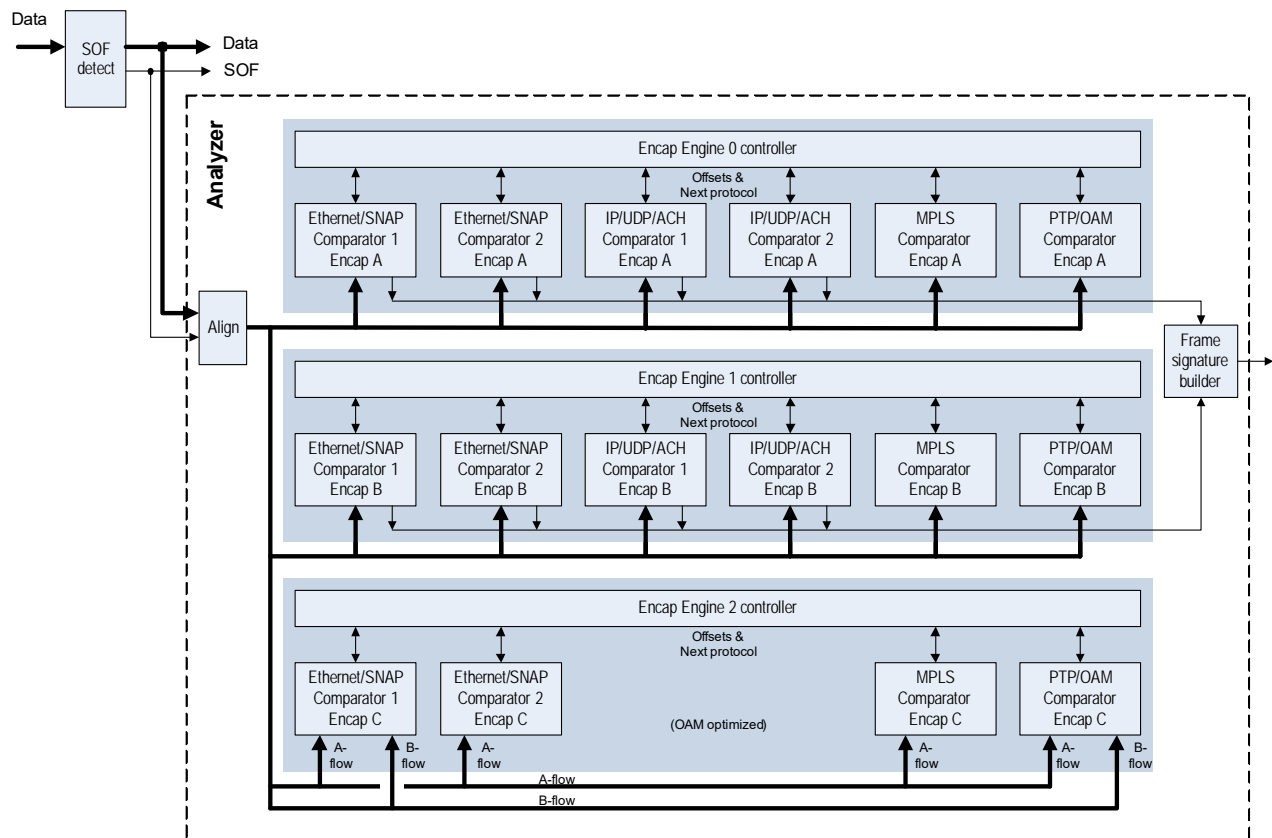 Data
SOF
detect
Data
SOF
Analyzer
Encap Engine 0 controller
Offsets &
Next protocol
Ethernet/SNAP
Comparator 1
Encap A
Ethernet/SNAP
Comparator 2
Encap A
IP/UDP/ACH
Comparator 1
Encap A
IP/UDP/ACH
Comparator 2
Encap A
MPLS
Comparator
Encap A
PTP/OAM
Comparator
Encap A
Align
Frame
signature
builder
Encap Engine 1 controller
Offsets &
Next protocol
Ethernet/SNAP
Comparator 1
Encap B
Ethernet/SNAP
Comparator 2
Encap B
IP/UDP/ACH
Comparator 1
Encap B
IP/UDP/ACH
Comparator 2
Encap B
MPLS
Comparator
Encap B
PTP/OAM
Comparator
Encap B
Encap Engine 2 controller
Offsets &
Next protocol
Ethernet/SNAP
Comparator 1
Encap C
Ethernet/SNAP
Comparator 2
Encap C
(OAM optimized)
MPLS
Comparator
Encap C
PTP/OAM
Comparator
Encap C
A-
flow
B-
flow
A-
flow
A-
flow
A-
flow
B-
flow
A-flow
B-flow